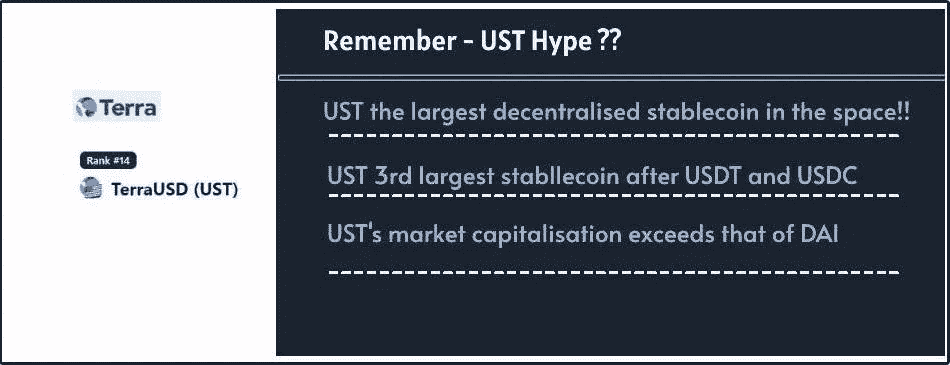 Remember - UST Hype ??
Terra
UST the largest decentralised stablecoin in the space!!
Rank #14
TerraUSD (UST)
UST 3rd largest stabllecoin after USDT and USDC
UST's market capitalisation exceeds that of DAI